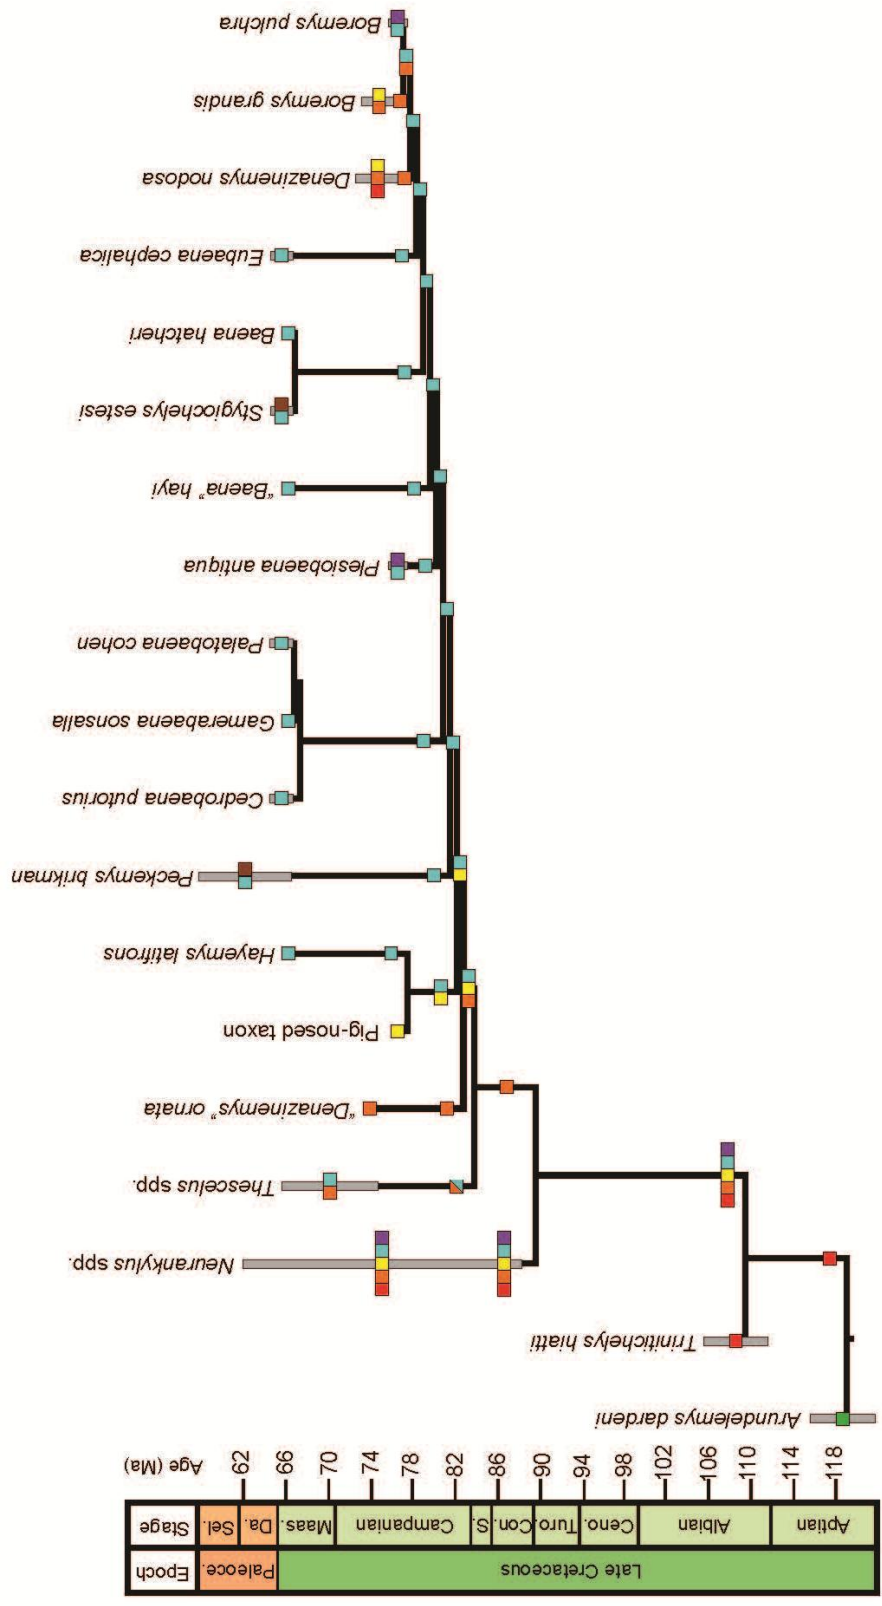 Boremys pulchra
Boremys grandis
Denazinemys nodosa
Eubaena cephalica
Baena hatcheri
Stygiochelys estesi
"Baena" hayi
Plesiobaena antiqua
Palatobaena cohen
Gamerabaena sonsalla
Cedrobaena putorius
Peckemys brikman
Hayemys latifrons
Pig-nosed taxon
"Denazinemys" ornata
Thescelus spp.
Neurankylus spp.
Trinitichelys hiatti
Arundelemys dardeni
Age (Ma)
62
66
70
74
78
82
86
90
94
98
102
106
110
114
118
Stage
Sel.
Da.
Maas.
Campanian
S.
Con.
Turo.
Ceno.
Albian
Aptian
Epoch
Paleoce.
Late Cretaceous